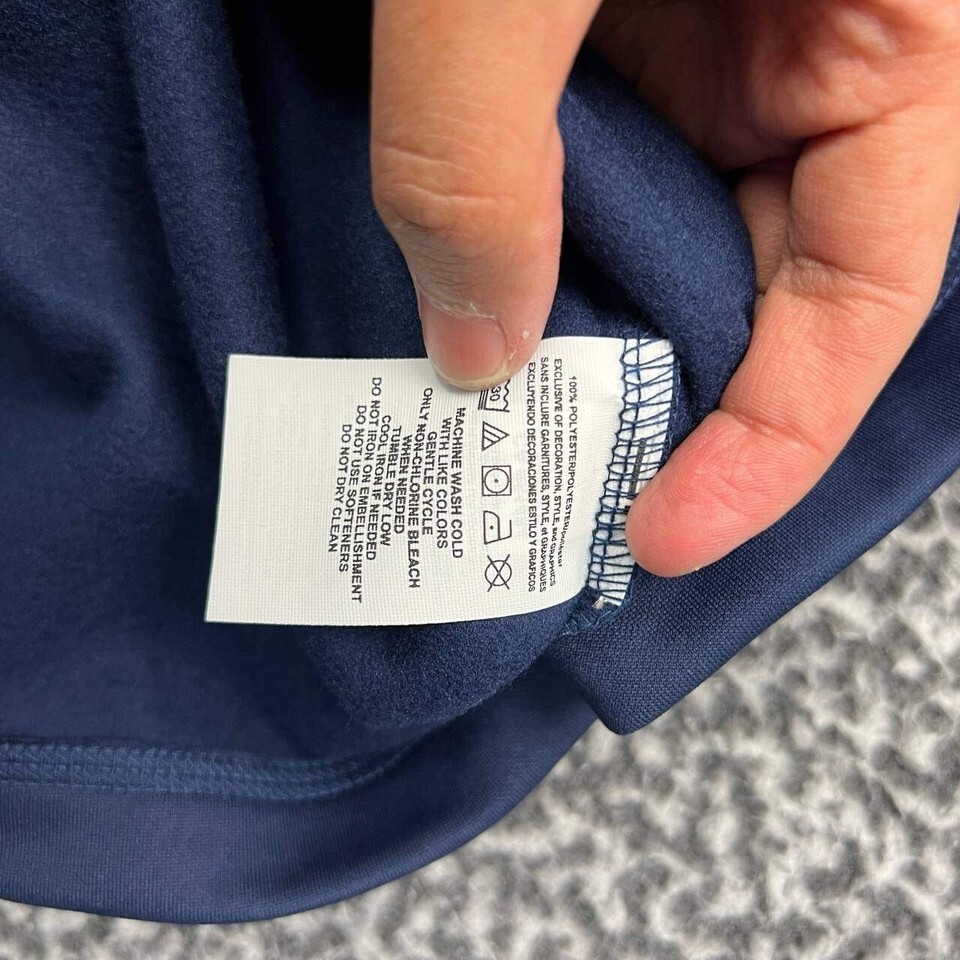 100% POLYESTER/POLYESTER/poliéster
EXCLUSIVE OF DECORATION, STYLE, and GRAPHICS
SANS INCLURE GARNITURES, STYLE, et GRAPHIQUES
EXCLUYENDO DECORACIONES ESTILO Y GRAFICOS
30
MACHINE WASH COLD
WITH LIKE COLORS
GENTLE CYCLE
ONLY NON-CHLORINE BLEACH
WHEN NEEDED
TUMBLE DRY LOW
COOL IRON IF NEEDED
DO NOT IRON ON EMBELLISHMENT
DO NOT USE SOFTENERS
DO NOT DRY CLEAN